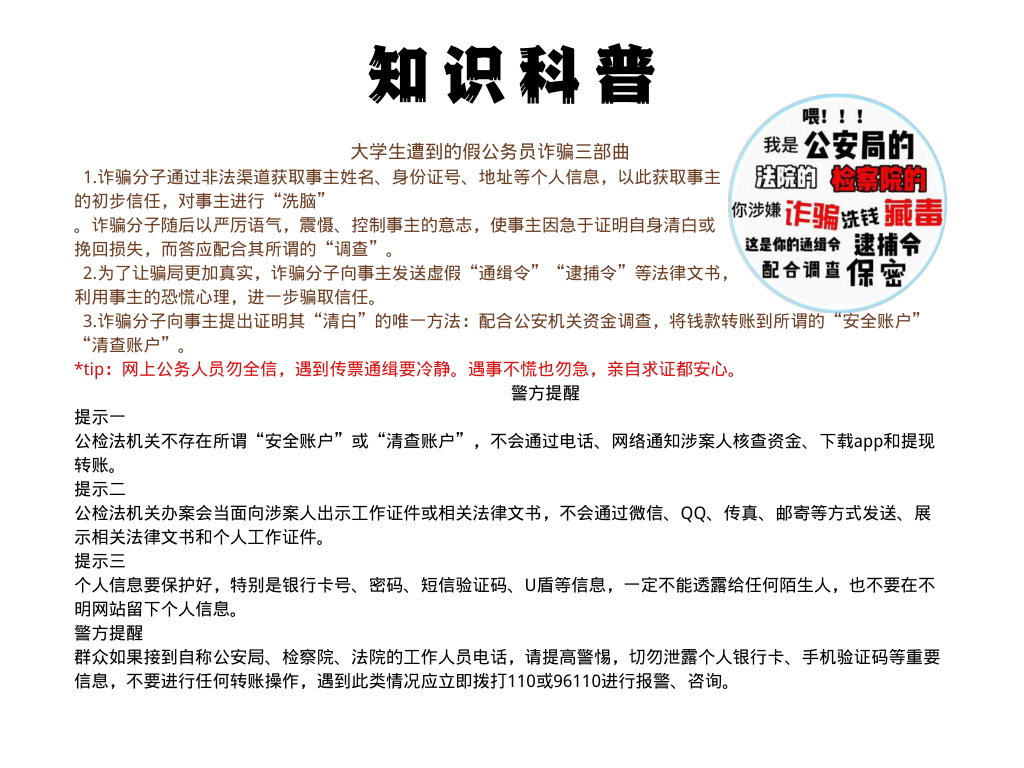 知识科普
喂！！！
我是 公安局的
法院的 检察院的
你涉嫌 诈骗 洗钱 藏毒
这是你的通缉令 逮捕令
配合调查 保密
大学生遭到的假公务员诈骗三部曲
1.诈骗分子通过非法渠道获取事主姓名、身份证号、地址等个人信息，以此获取事主
的初步信任，对事主进行“洗脑”
。诈骗分子随后以严厉语气，震慑、控制事主的意志，使事主因急于证明自身清白或
挽回损失，而答应配合其所谓的“调查”。
2.为了让骗局更加真实，诈骗分子向事主发送虚假“通缉令”“逮捕令”等法律文书，
利用事主的恐慌心理，进一步骗取信任。
3.诈骗分子向事主提出证明其“清白”的唯一方法：配合公安机关资金调查，将钱款转账到所谓的“安全账户”
“清查账户”。
*tip：网上公务人员勿全信，遇到传票通缉要冷静。遇事不慌也勿急，亲自求证都安心。
警方提醒
提示一
公检法机关不存在所谓“安全账户”或“清查账户”，不会通过电话、网络通知涉案人核查资金、下载app和提现
转账。
提示二
公检法机关办案会当面向涉案人出示工作证件或相关法律文书，不会通过微信、QQ、传真、邮寄等方式发送、展
示相关法律文书和个人工作证件。
提示三
个人信息要保护好，特别是银行卡号、密码、短信验证码、U盾等信息，一定不能透露给任何陌生人，也不要在不
明网站留下个人信息。
警方提醒
群众如果接到自称公安局、检察院、法院的工作人员电话，请提高警惕，切勿泄露个人银行卡、手机验证码等重要
信息，不要进行任何转账操作，遇到此类情况应立即拨打110或96110进行报警、咨询。